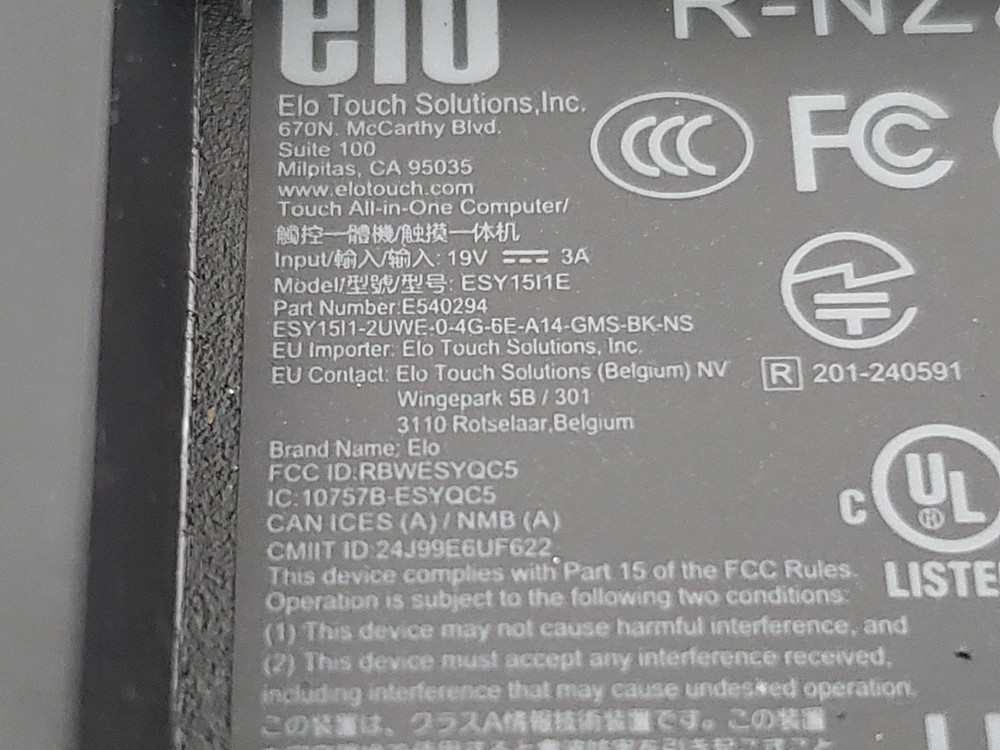 elo
R-NZ
Elo Touch Solutions,Inc.
670N. McCarthy Blvd.
Suite 100
Milpitas, CA 95035
www.elotouch.com
Touch All-in-One Computer/
觸控一體機/触摸一体机
Input/輸入/输入: 19V ⎓ 3A
Model/型號/型号: ESY15I1E
Part Number:E540294
ESY15I1-2UWE-0-4G-6E-A14-GMS-BK-NS
EU Importer: Elo Touch Solutions, Inc.
EU Contact: Elo Touch Solutions (Belgium) NV
Wingepark 5B / 301
3110 Rotselaar,Belgium
Brand Name: Elo
FCC ID:RBWESYQC5
IC:10757B-ESYQC5
CAN ICES (A) / NMB (A)
CMIIT ID:24J99E6UF622
This device complies with Part 15 of the FCC Rules.
Operation is subject to the following two conditions:
(1) This device may not cause harmful interference, and
(2) This device must accept any interference received,
including interference that may cause undesired operation.
この装置は、クラスA情報技術装置です。この装置
CCC
FC
R 201-240591
C UL ®
LISTE